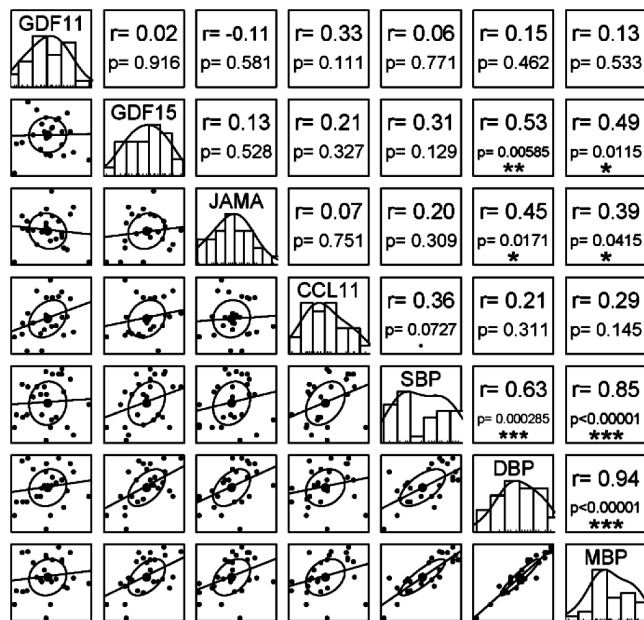 GDF11
r= 0.02
p= 0.916
r= -0.11
p= 0.581
r= 0.33
p= 0.111
r= 0.06
p= 0.771
r= 0.15
p= 0.462
r= 0.13
p= 0.533
GDF15
r= 0.13
p= 0.528
r= 0.21
p= 0.327
r= 0.31
p= 0.129
r= 0.53
p= 0.00585
**
r= 0.49
p= 0.0115
*
JAMA
r= 0.07
p= 0.751
r= 0.20
p= 0.309
r= 0.45
p= 0.0171
*
r= 0.39
p= 0.0415
*
CCL11
r= 0.36
p= 0.0727
.
r= 0.21
p= 0.311
r= 0.29
p= 0.145
SBP
r= 0.63
p= 0.000285
***
r= 0.85
p<0.00001
***
DBP
r= 0.94
p<0.00001
***
MBP